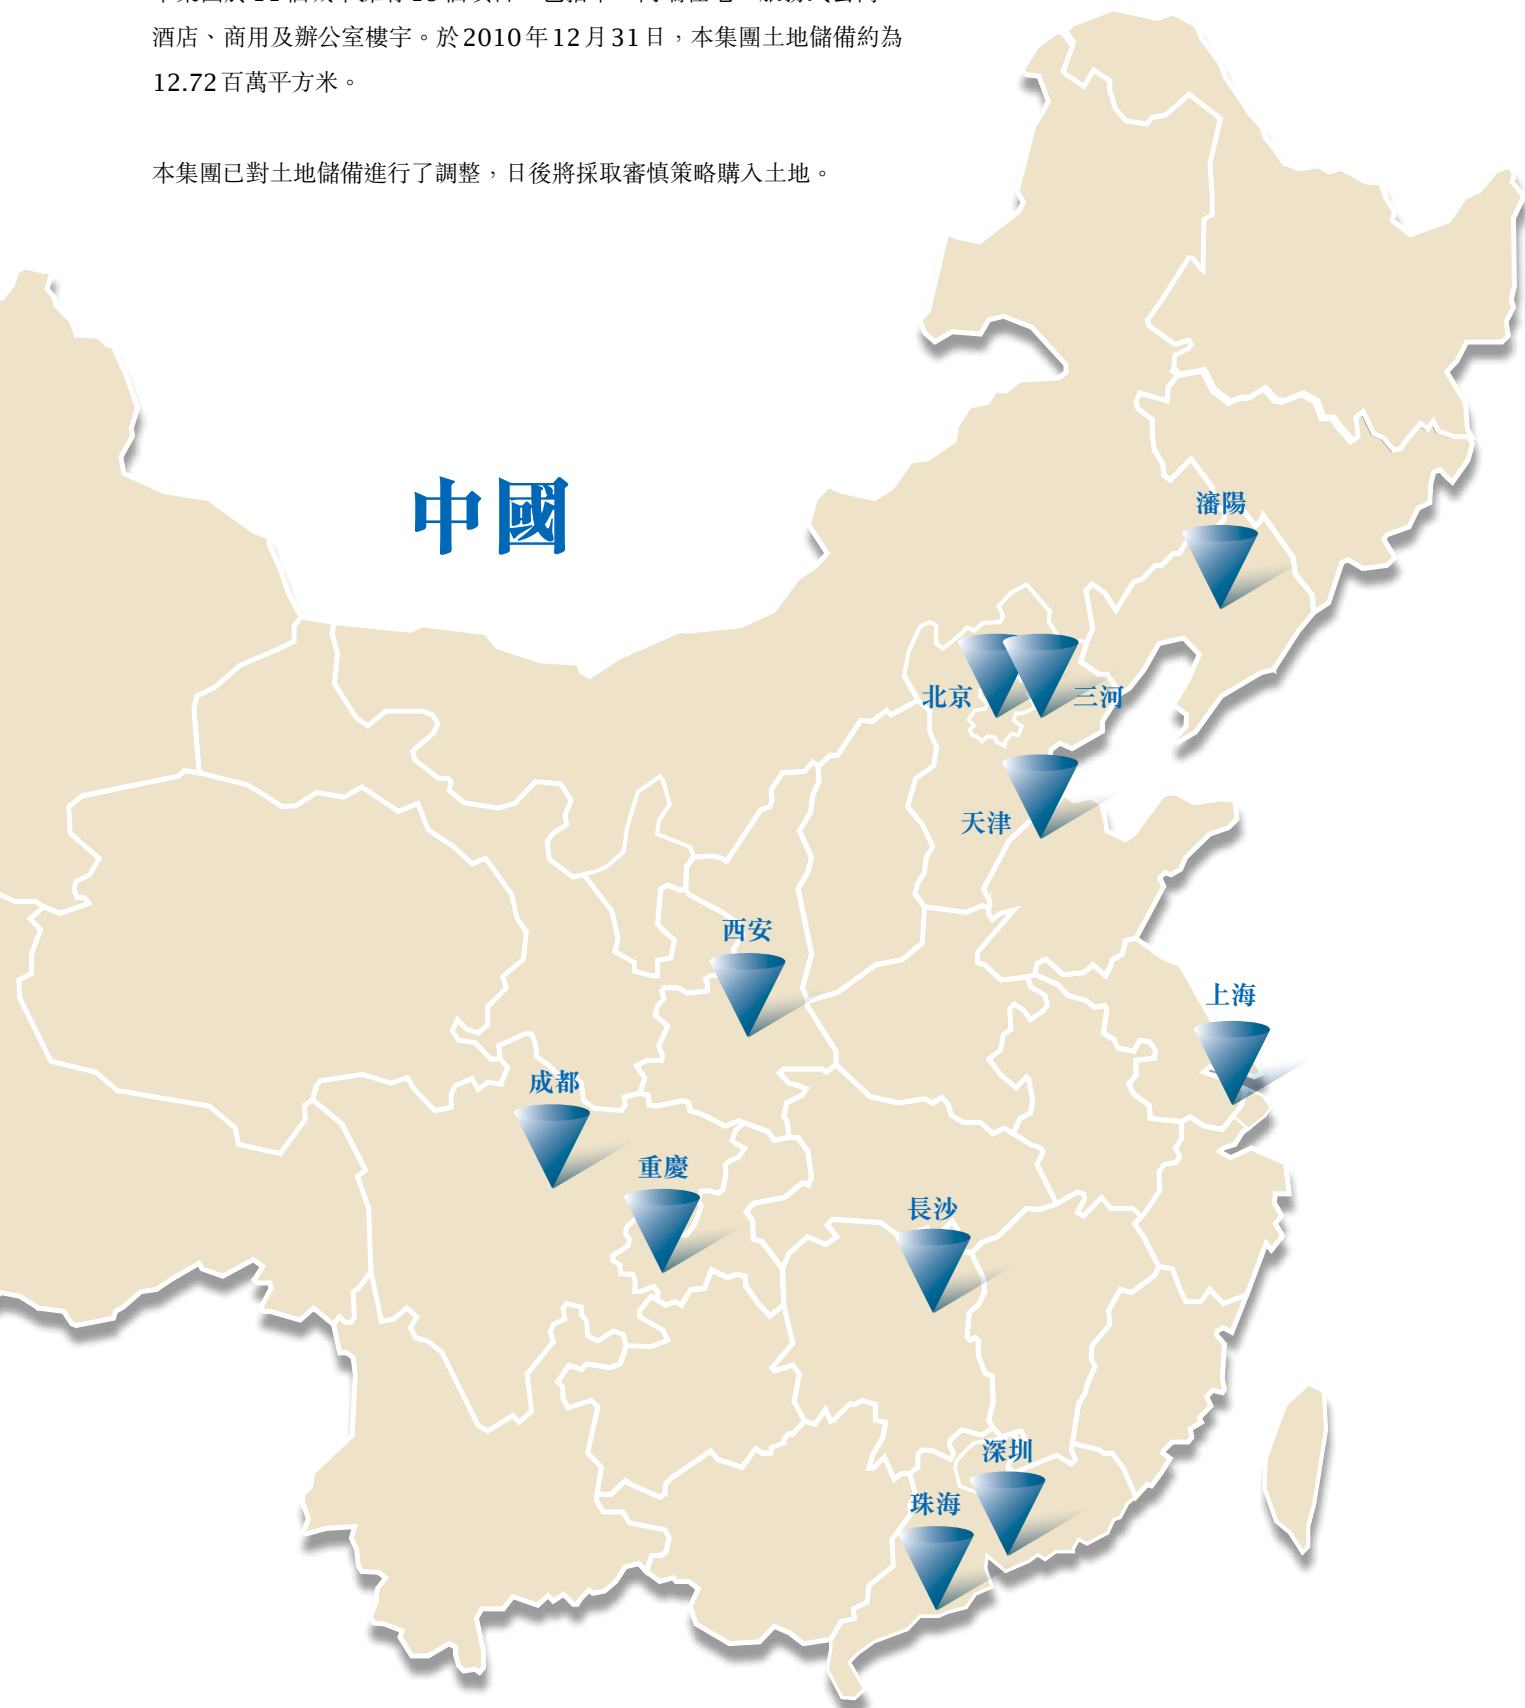 酒店、商用及辦公室樓宇。於2010年12月31日，本集團土地儲備約為
12.72百萬平方米。
本集團已對土地儲備進行了調整，日後將採取審慎策略購入土地。
中國
瀋陽
北京
三河
天津
西安
上海
成都
重慶
長沙
深圳
珠海